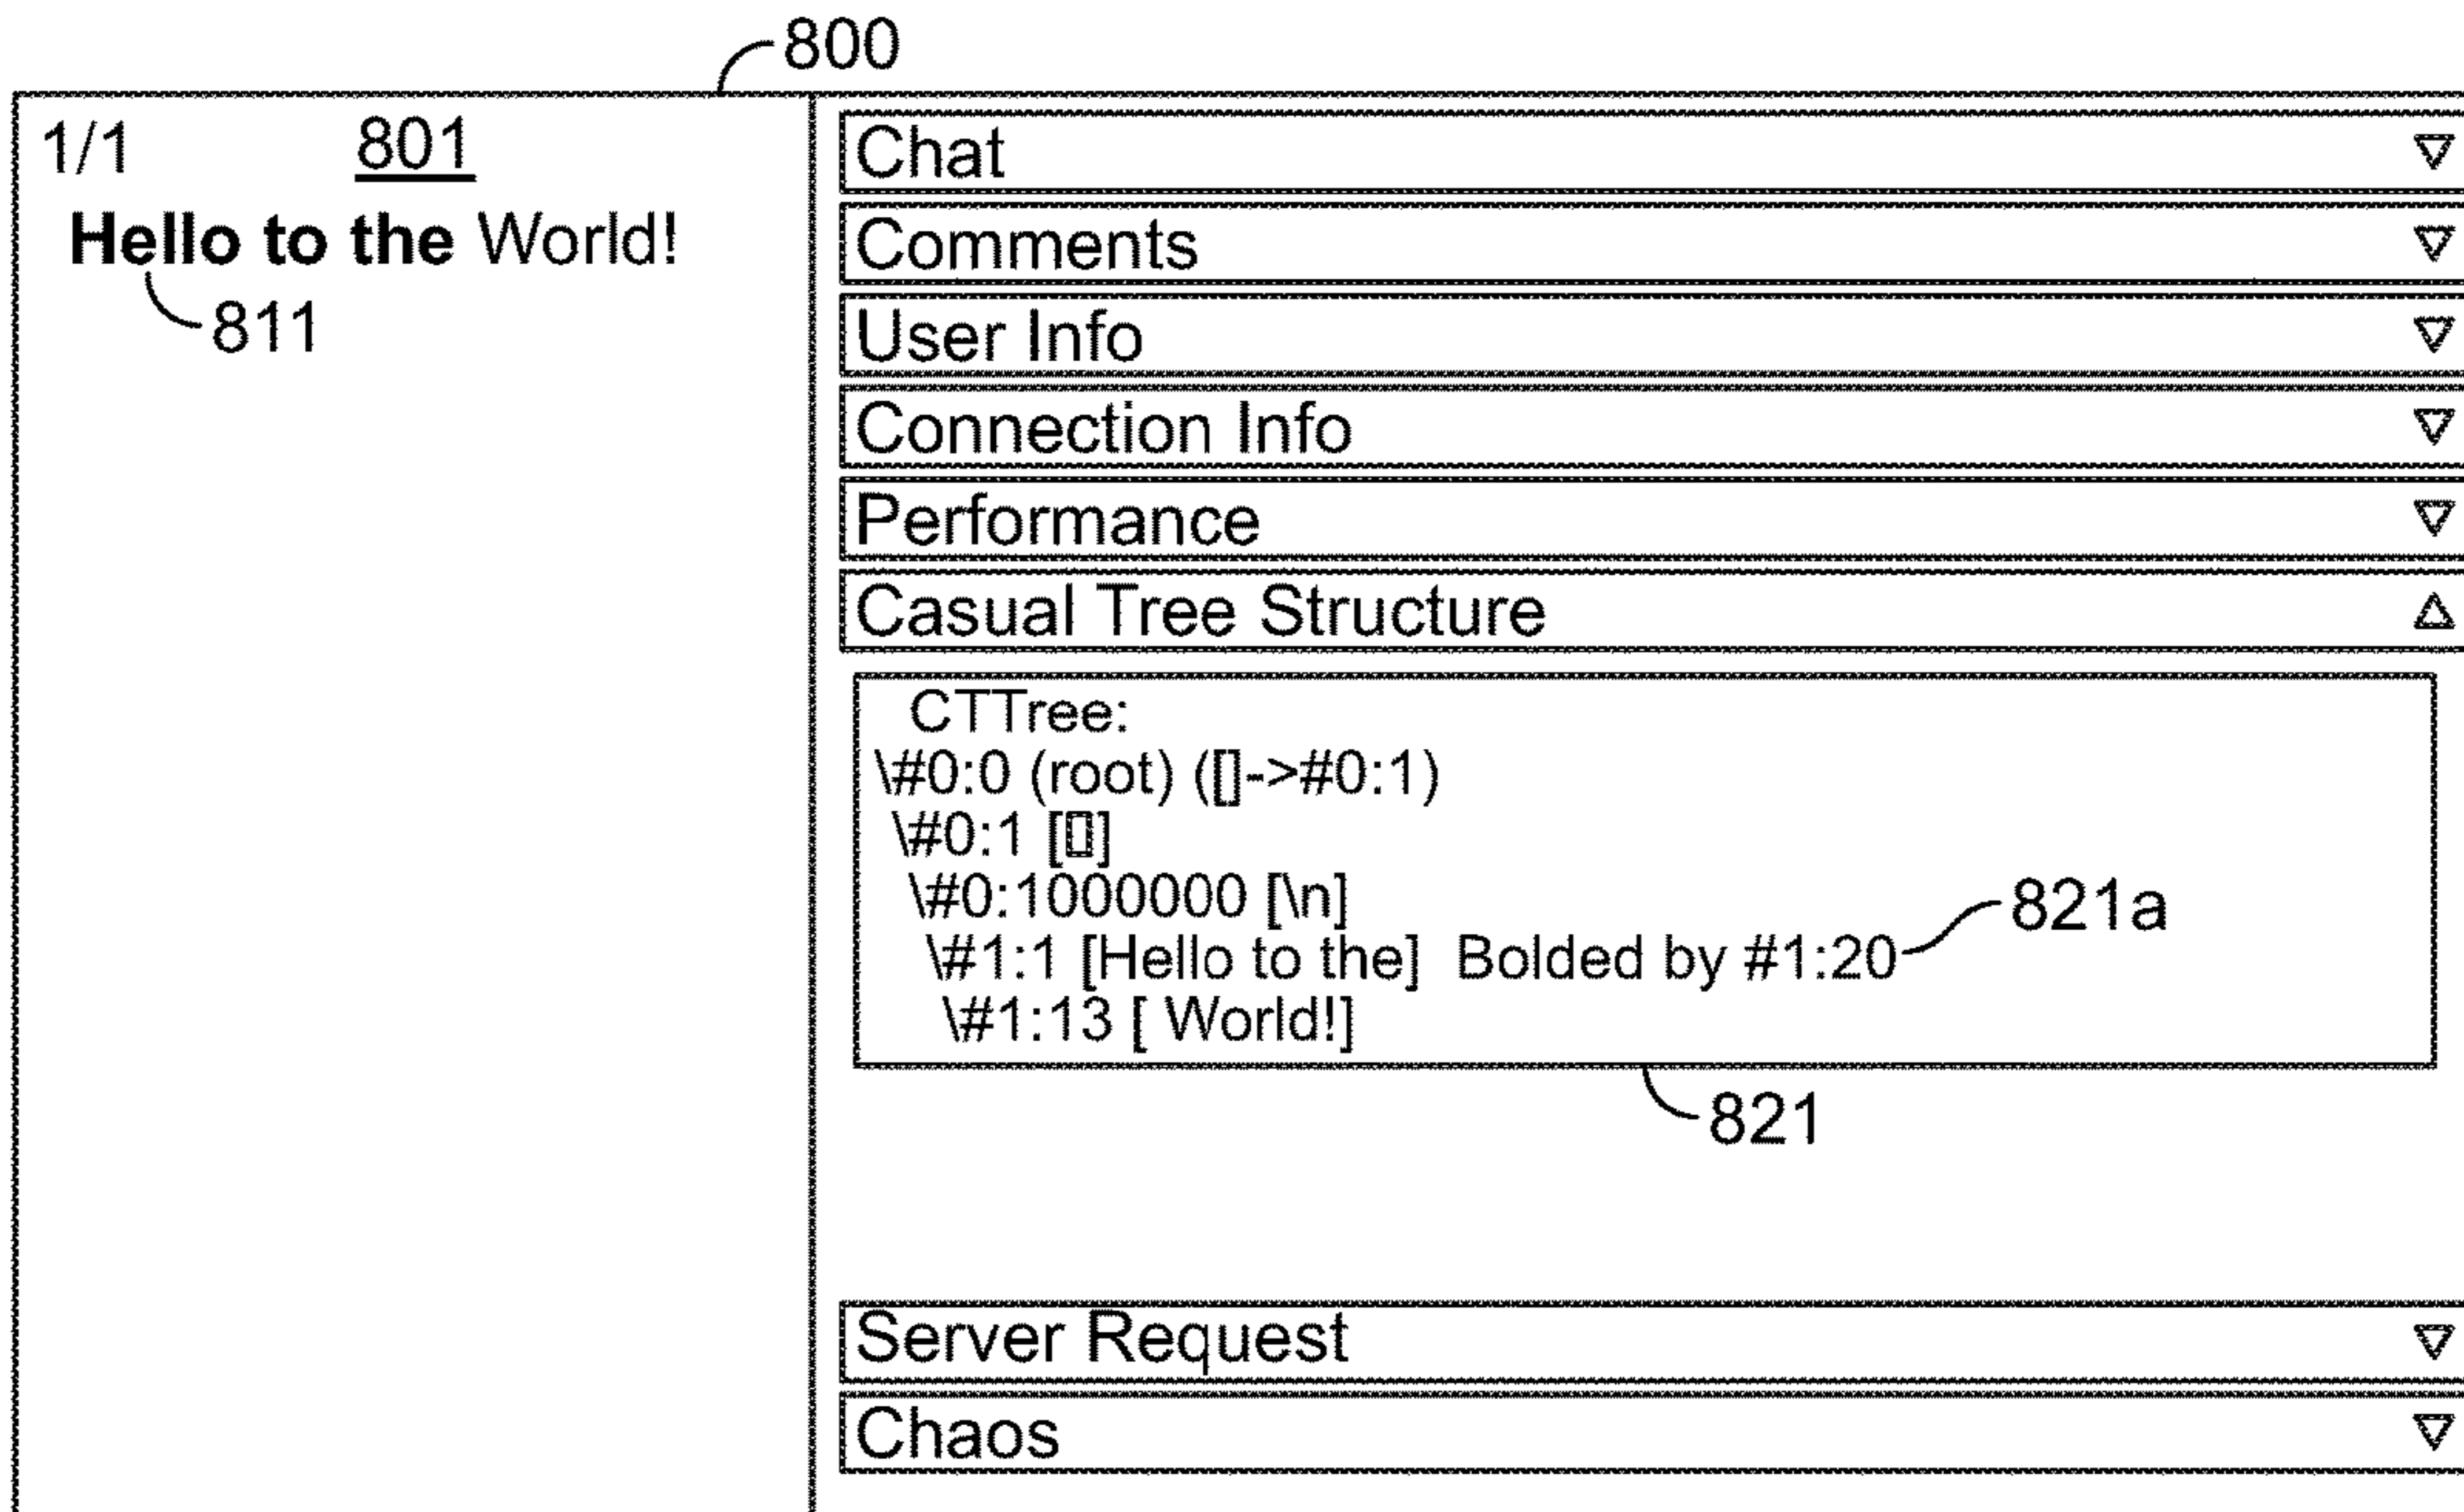 800
1/1 801
Hello to the World!
811
Chat
Comments
User Info
Connection Info
Performance
Casual Tree Structure
CTTree:
\#0:0 (root) ([]->#0:1)
\#0:1 [▯]
\#0:1000000 [\n]
\#1:1 [Hello to the] Bolded by #1:20
821a
\#1:13 [ World!]
821
Server Request
Chaos